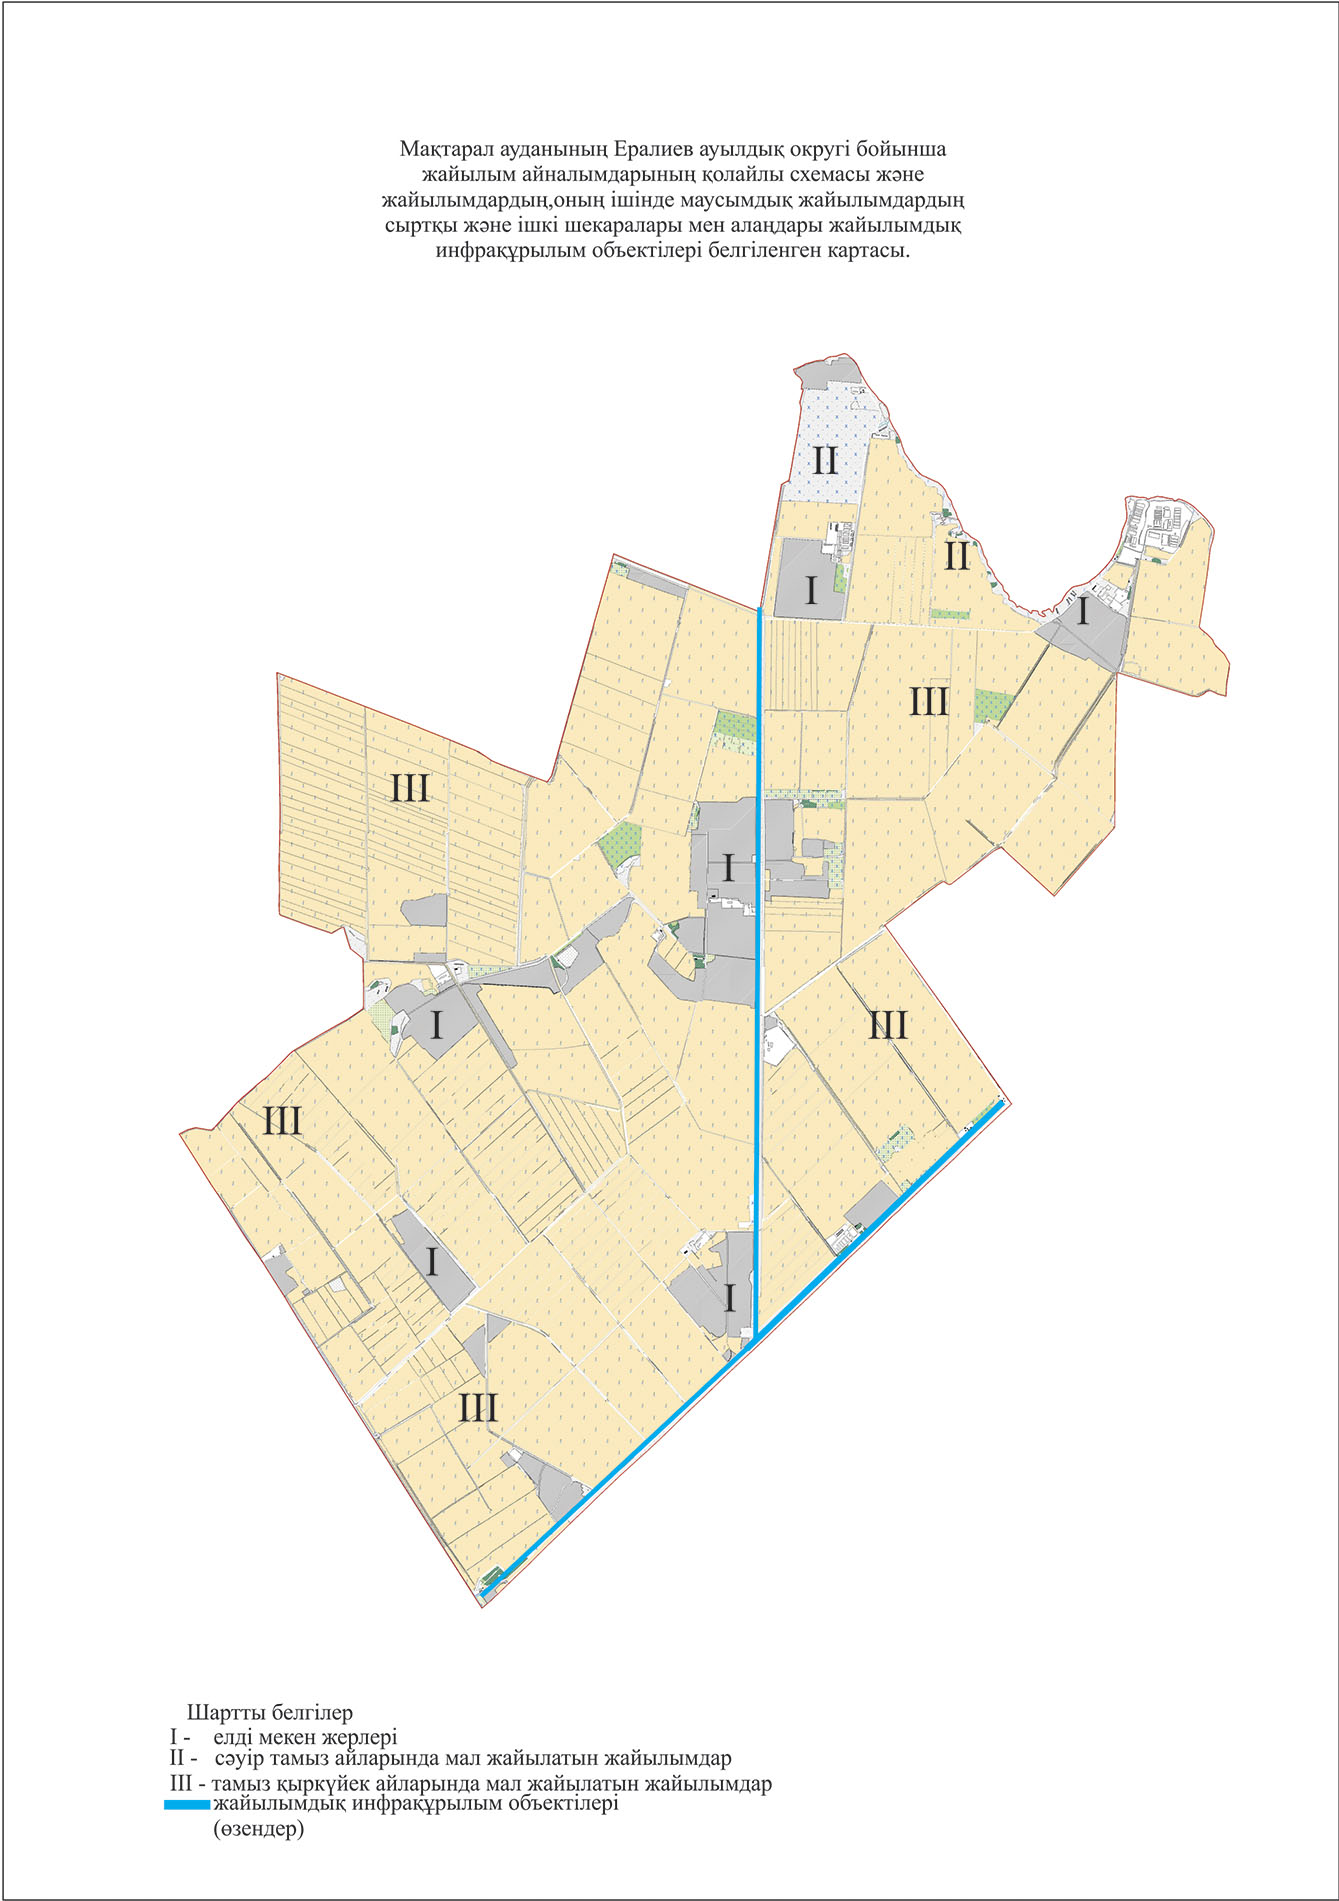 Мақтарал ауданының Ералиев ауылдық округі бойынша
жайылым айналымдарының қолайлы схемасы және
жайылымдардың,оның ішінде маусымдық жайылымдардың
сыртқы және ішкі шекаралары мен алаңдары жайылымдық
инфрақұрылым объектілері белгіленген картасы.
II
II
I
I
III
III
I
I
III
III
I
I
III
Шартты белгілер
I - елді мекен жерлері
II - сәуір тамыз айларында мал жайылатын жайылымдар
III - тамыз қыркүйек айларында мал жайылатын жайылымдар
жайылымдық инфрақұрылым объектілері
(өзендер)